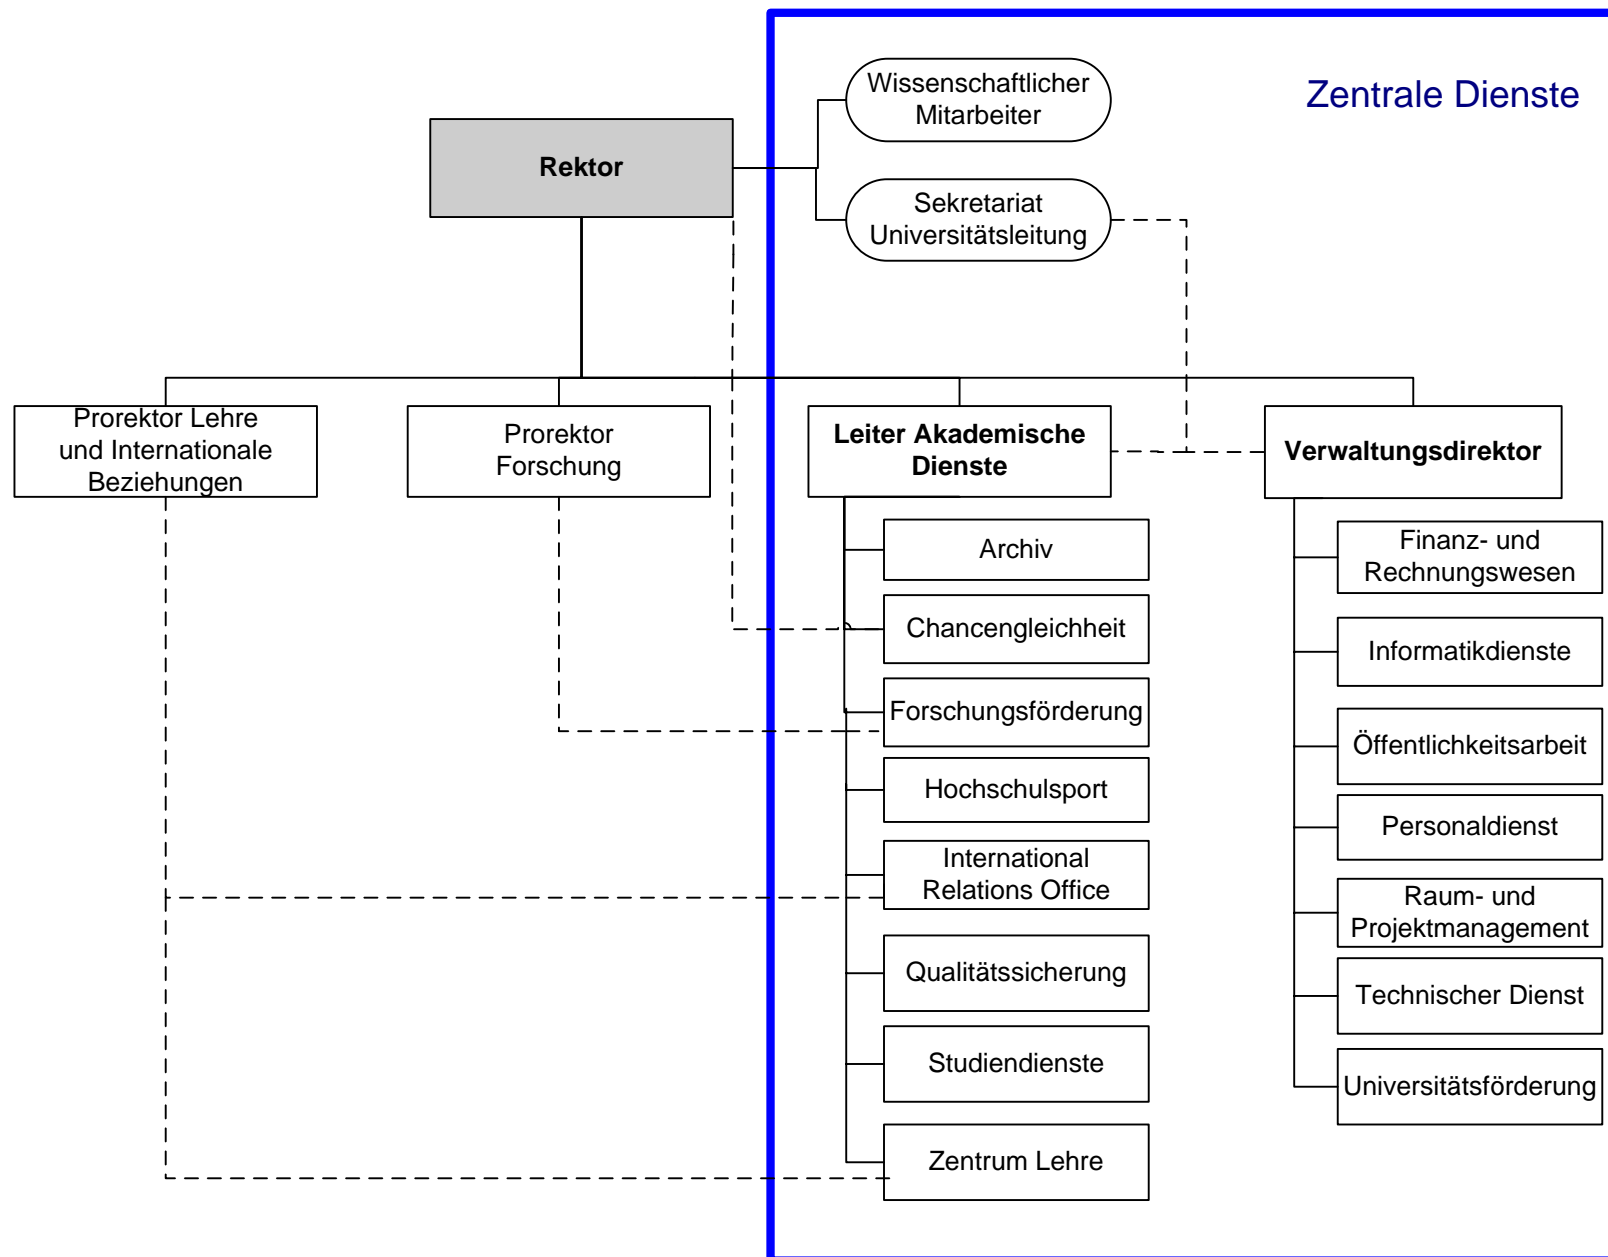 Zentrale Dienste
Wissenschaftlicher
Mitarbeiter
Rektor
Sekretariat
Universitätsleitung
Prorektor Lehre
und Internationale
Beziehungen
Prorektor
Forschung
Leiter Akademische
Dienste
Verwaltungsdirektor
Archiv
Chancengleichheit
Forschungsförderung
Hochschulsport
International
Relations Office
Qualitätssicherung
Studiendienste
Zentrum Lehre
Finanz- und
Rechnungswesen
Informatikdienste
Öffentlichkeitsarbeit
Personaldienst
Raum- und
Projektmanagement
Technischer Dienst
Universitätsförderung